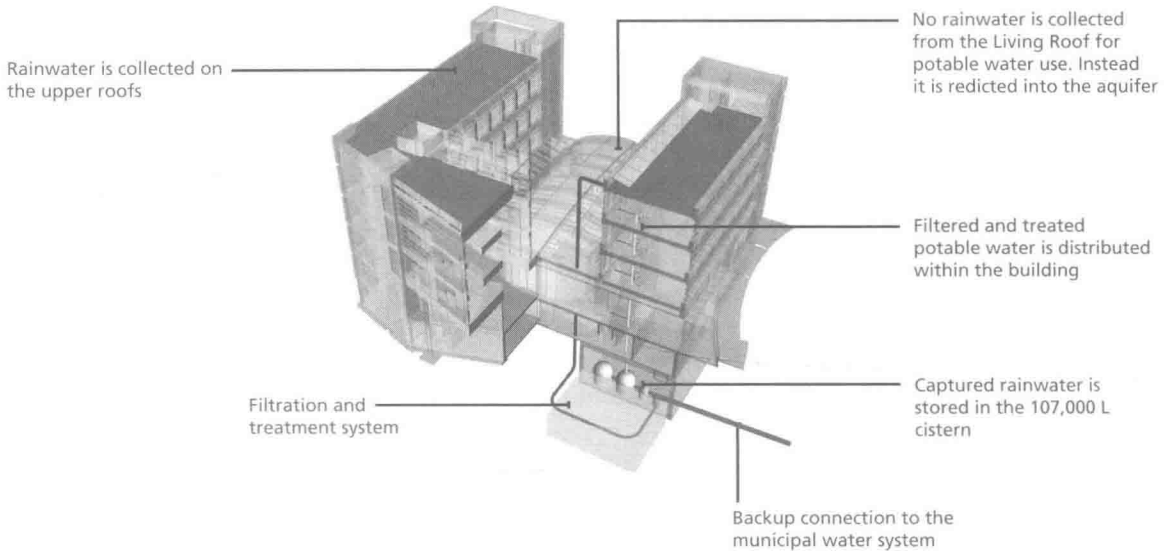 Rainwater is collected on
the upper roofs
No rainwater is collected
from the Living Roof for
potable water use. Instead
it is redicted into the aquifer
Filtered and treated
potable water is distributed
within the building
Captured rainwater is
stored in the 107,000 L
cistern
Filtration and
treatment system
Backup connection to the
municipal water system